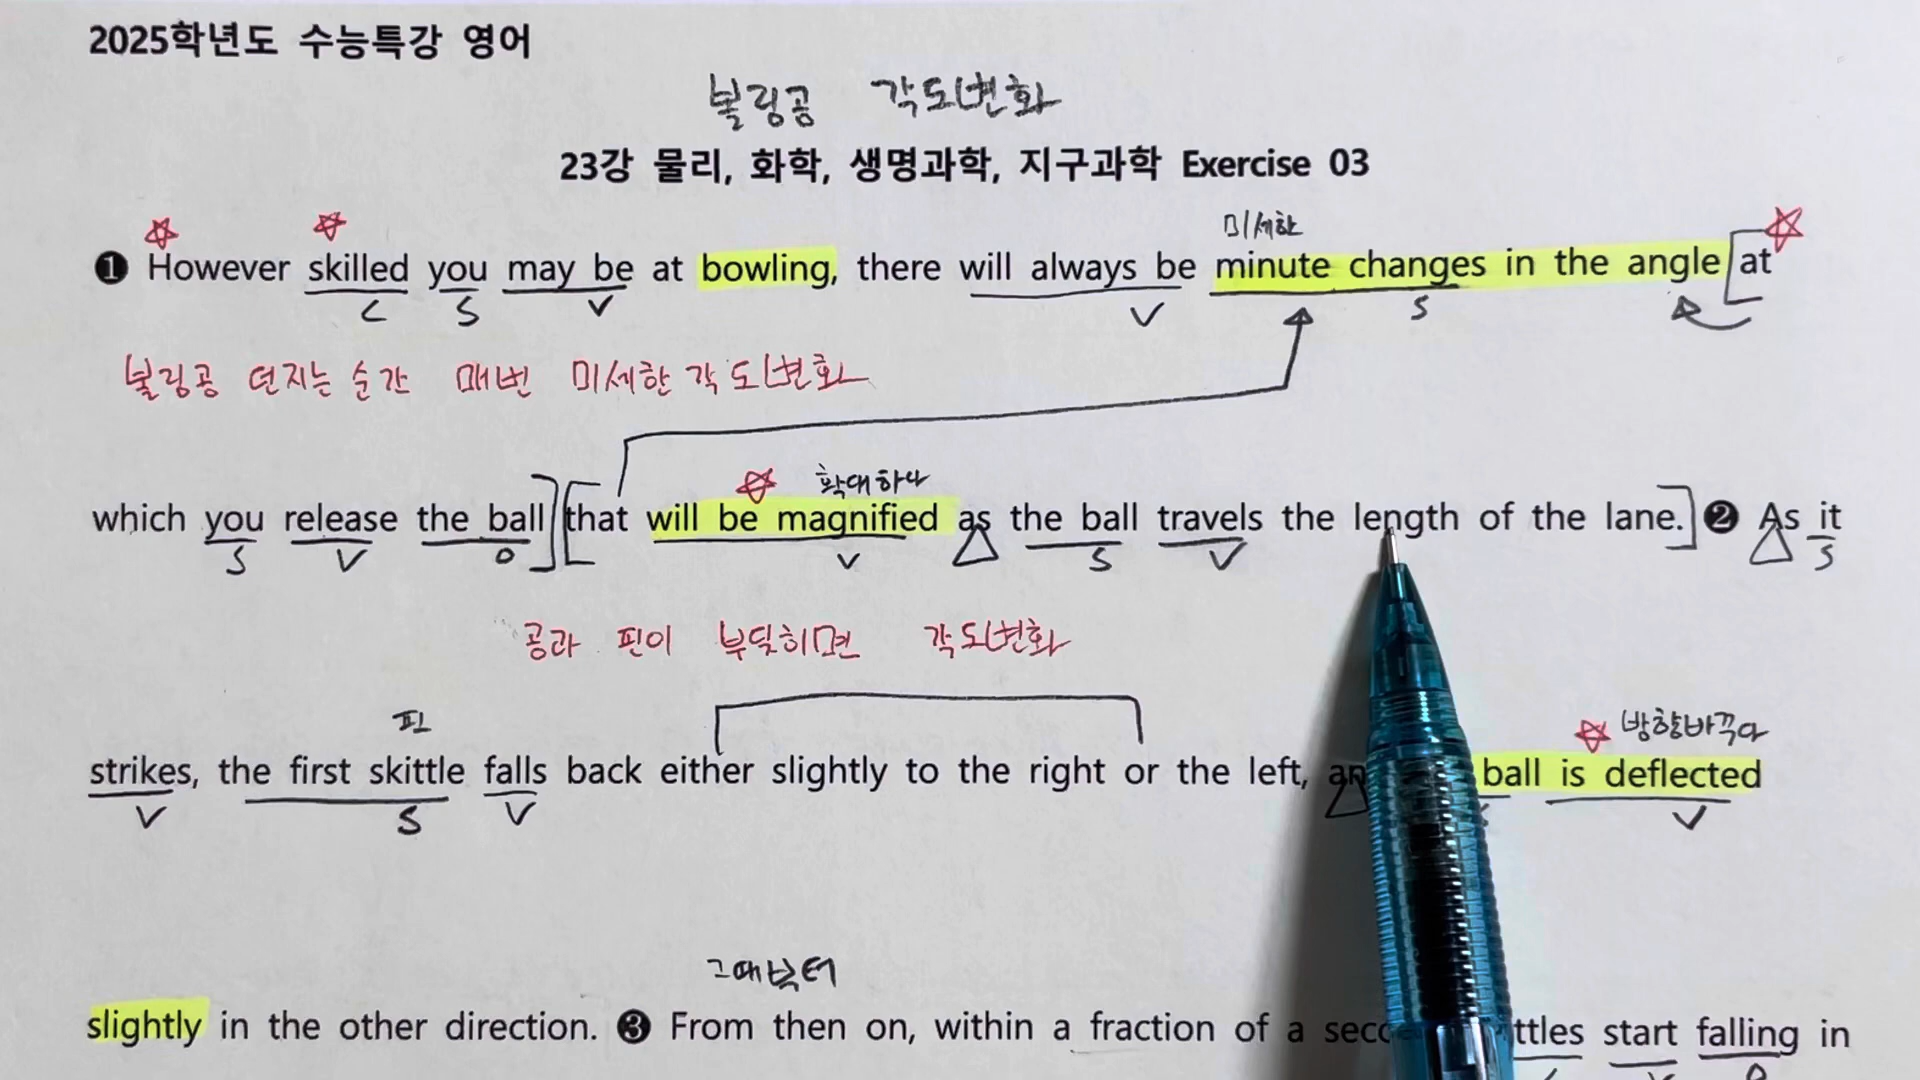 2025학년도 수능특강 영어
볼링공 각도변화
23강 물리, 화학, 생명과학, 지구과학 Exercise 03
미세한
❶ However skilled you may be at bowling, there will always be minute changes in the angle at
C S V V S
볼링공 던지는 순간 매번 미세한 각도변화
확대하다
which you release the ball that will be magnified as the ball travels the length of the lane. ❷ As it
S V O V S V S
공과 핀이 부딪히면 각도변화
핀 방향바꾸다
strikes, the first skittle falls back either slightly to the right or the left, ball is deflected
V S V V
그때부터
slightly in the other direction. ❸ From then on, within a fraction of a start falling in